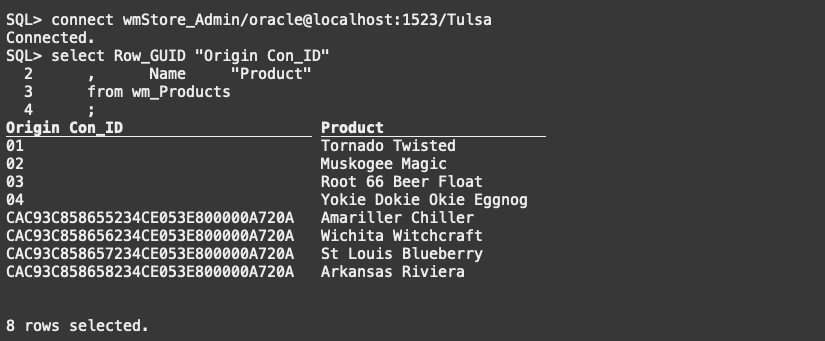 SQL> connect wmStore_Admin/oracle@localhost:1523/Tulsa
Connected.
SQL> select Row_GUID "Origin Con_ID"
  2      ,      Name     "Product"
  3      from wm_Products
  4      ;
Origin Con_ID                    Product
01                               Tornado Twisted
02                               Muskogee Magic
03                               Root 66 Beer Float
04                               Yokie Dokie Okie Eggnog
CAC93C858655234CE053E800000A720A   Amariller Chiller
CAC93C858656234CE053E800000A720A   Wichita Witchcraft
CAC93C858657234CE053E800000A720A   St Louis Blueberry
CAC93C858658234CE053E800000A720A   Arkansas Riviera
8 rows selected.